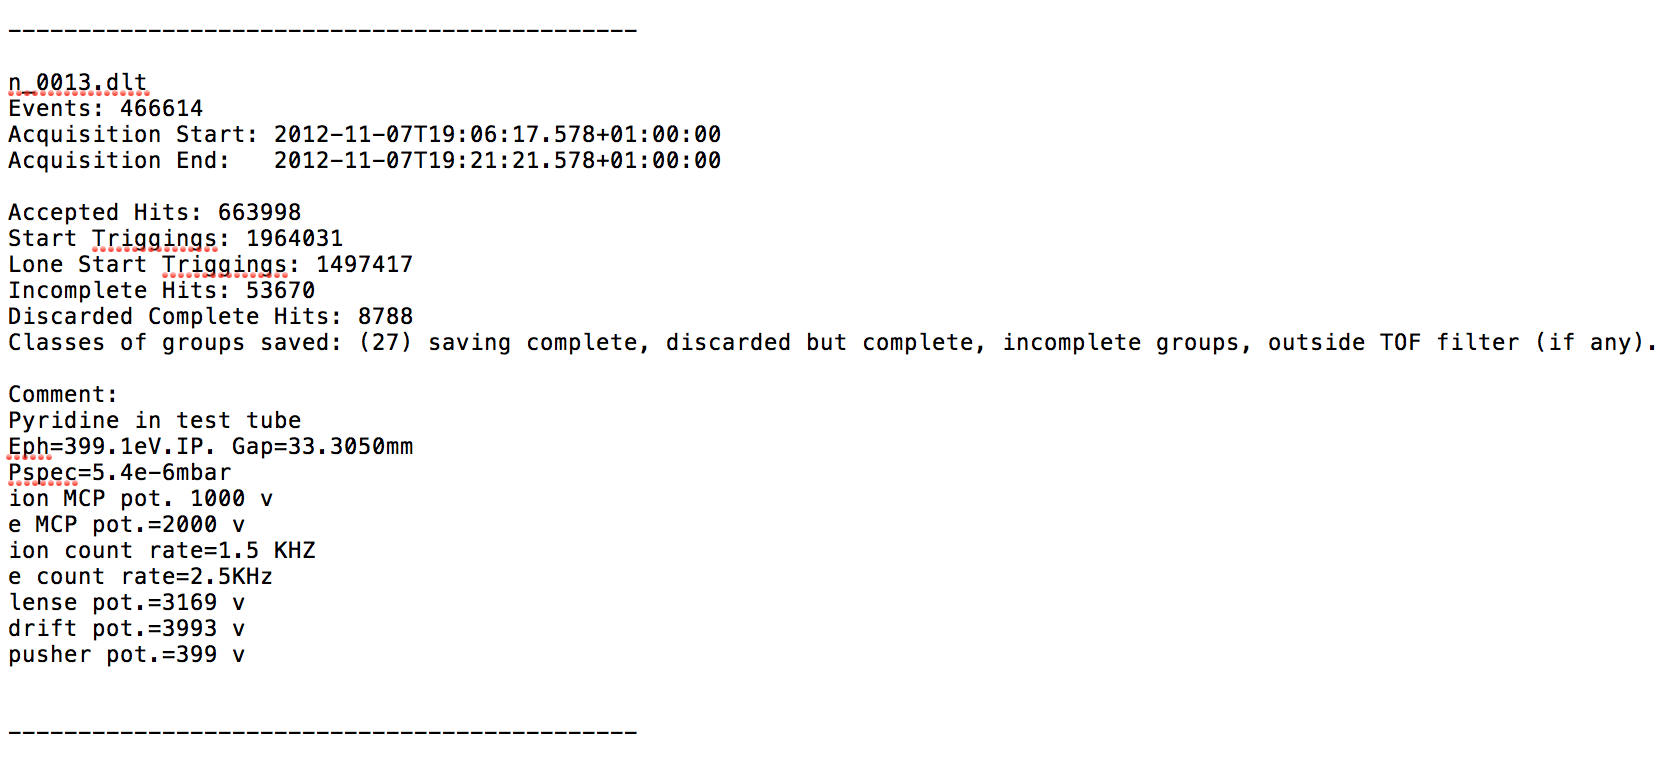 --------------------------------------------
n_0013.dlt
Events: 466614
Acquisition Start: 2012-11-07T19:06:17.578+01:00:00
Acquisition End:   2012-11-07T19:21:21.578+01:00:00
Accepted Hits: 663998
Start Triggings: 1964031
Lone Start Triggings: 1497417
Incomplete Hits: 53670
Discarded Complete Hits: 8788
Classes of groups saved: (27) saving complete, discarded but complete, incomplete groups, outside TOF filter (if any).
Comment:
Pyridine in test tube
Eph=399.1eV.IP. Gap=33.3050mm
Pspec=5.4e-6mbar
ion MCP pot. 1000 v
e MCP pot.=2000 v
ion count rate=1.5 KHZ
e count rate=2.5KHz
lense pot.=3169 v
drift pot.=3993 v
pusher pot.=399 v
--------------------------------------------